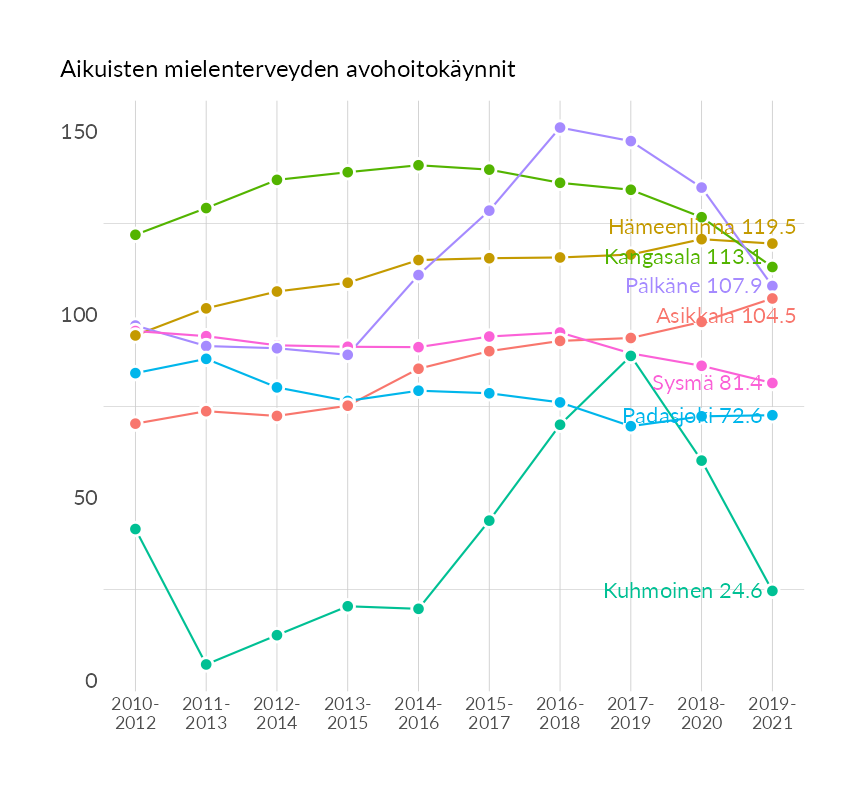 Aikuisten mielenterveyden avohoitokäynnit
150
100
50
0
Hämeenlinna 119.5
Kangasala 113.1
Pälkäne 107.9
Asikkala 104.5
Sysmä 81.4
Padasjoki 72.6
Kuhmoinen 24.6
2010- 2011- 2012- 2013- 2014- 2015- 2016- 2017- 2018- 2019-
2012 2013 2014 2015 2016 2017 2018 2019 2020 2021